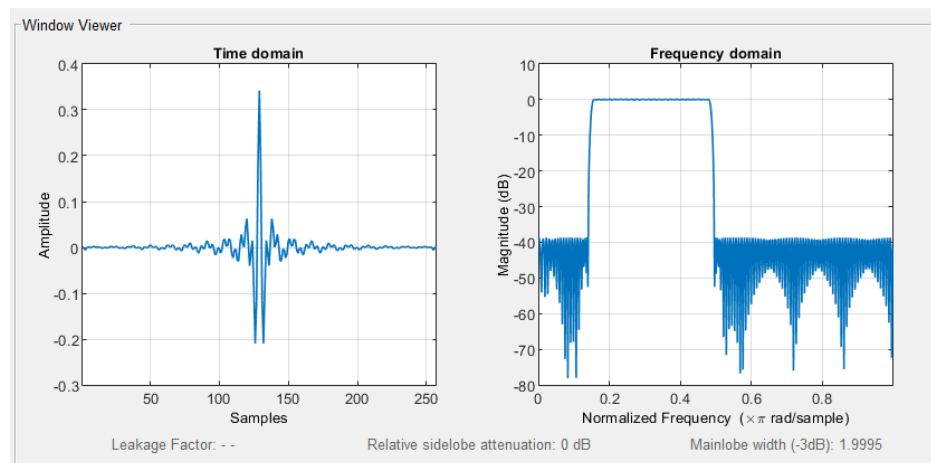 Window Viewer
Time domain
0.4
0.3
0.2
0.1
0
-0.1
-0.2
-0.3
50
100
150
200
250
Amplitude
Samples
Frequency domain
10
0
-10
-20
-30
-40
-50
-60
-70
-80
0
0.2
0.4
0.6
0.8
Magnitude (dB)
Normalized Frequency (×π rad/sample)
Leakage Factor: - -
Relative sidelobe attenuation: 0 dB
Mainlobe width (-3dB): 1.9995